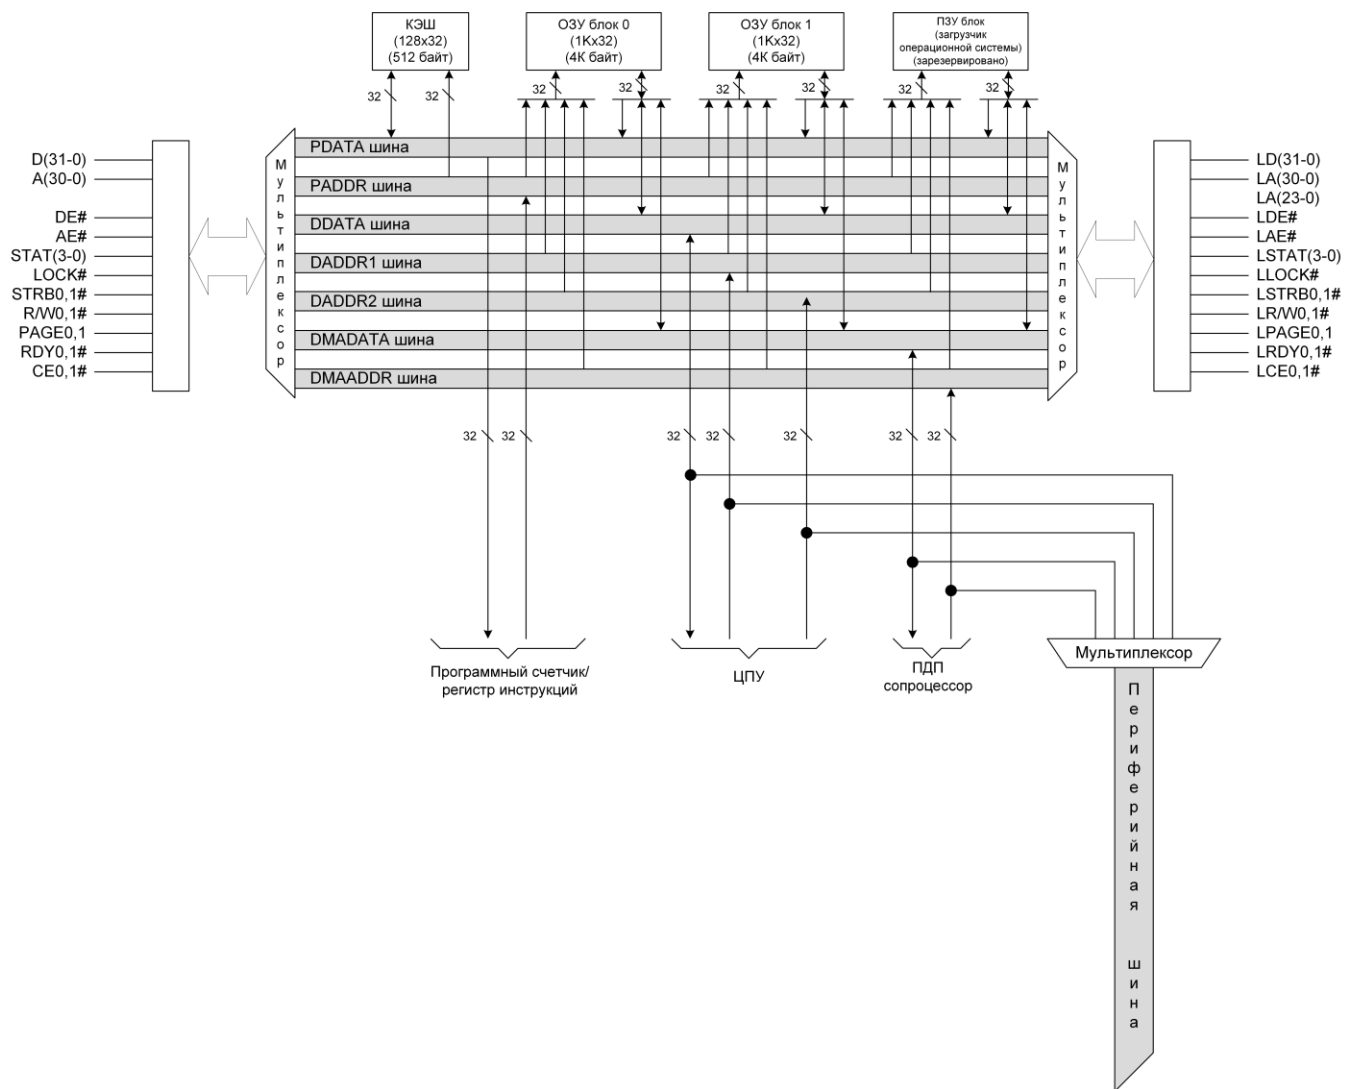 КЭШ
(128x32)
(512 байт)
ОЗУ блок 0
(1Kx32)
(4К байт)
ОЗУ блок 1
(1Kx32)
(4К байт)
ПЗУ блок
(загрузчик
операционной системы)
(зарезервировано)
32
32
32
32
32
32
32
32
D(31-0)
A(30-0)
DE#
AE#
STAT(3-0)
LOCK#
STRB0,1#
R/W0,1#
PAGE0,1
RDY0,1#
CE0,1#
Мультиплексор
PDATA шина
PADDR шина
DDATA шина
DADDR1 шина
DADDR2 шина
DMADATA шина
DMAADDR шина
Мультиплексор
LD(31-0)
LA(30-0)
LA(23-0)
LDE#
LAE#
LSTAT(3-0)
LLOCK#
LSTRB0,1#
LR/W0,1#
LPAGE0,1
LRDY0,1#
LCE0,1#
32
32
32
32
32
32
32
Программный счетчик/
регистр инструкций
ЦПУ
ПДП
сопроцессор
Мультиплексор
Периферийная шина